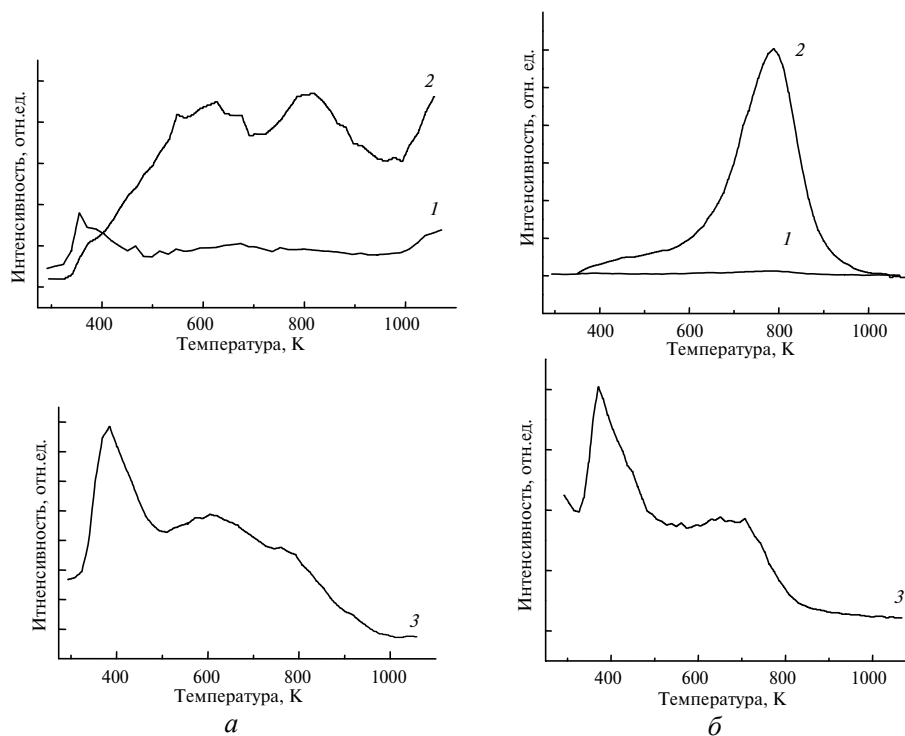 Интенсивность, отн.ед.
2
1
400 600 800 1000
Температура, К
Интенсивность, отн. ед.
2
1
400 600 800 1000
Температура, К
Итненсивность, отн.ед.
3
400 600 800 1000
Температура, К
а
Интенсивность, отн.ед.
3
400 600 800 1000
Температура, К
б